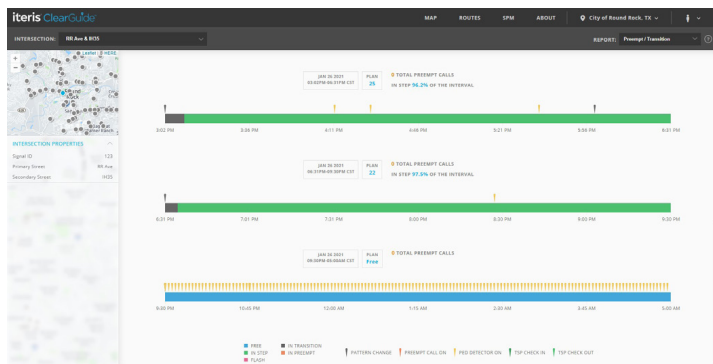 iteris ClearGuide
MAP ROUTES SPM ABOUT City of Round Rock, TX
INTERSECTION: RR Ave & IH35 REPORT: Preempt / Transition
INTERSECTION PROPERTIES
Signal ID 123
Primary Street RR Ave
Secondary Street IH35
JAN 26 2021
03:02PM-06:31PM CST
PLAN
26
0 TOTAL PREEMPT CALLS
IN STEP 96.2% OF THE INTERVAL
3:02 PM 3:36 PM 4:11 PM 4:46 PM 5:21 PM 5:56 PM 6:31 PM
JAN 26 2021
06:31PM-09:30PM CST
PLAN
22
0 TOTAL PREEMPT CALLS
IN STEP 97.6% OF THE INTERVAL
6:31 PM 7:01 PM 7:31 PM 8:00 PM 8:30 PM 9:00 PM 9:30 PM
JAN 26 2021
09:30PM-05:00AM CST
PLAN
Free
0 TOTAL PREEMPT CALLS
9:30 PM 10:45 PM 12:00 AM 1:15 AM 2:30 AM 3:45 AM 5:00 AM
FREE IN TRANSITION
IN STEP IN PREEMPT
FLASH
PATTERN CHANGE PREEMPT CALL ON PED DETECTOR ON TSP CHECK IN TSP CHECK OUT